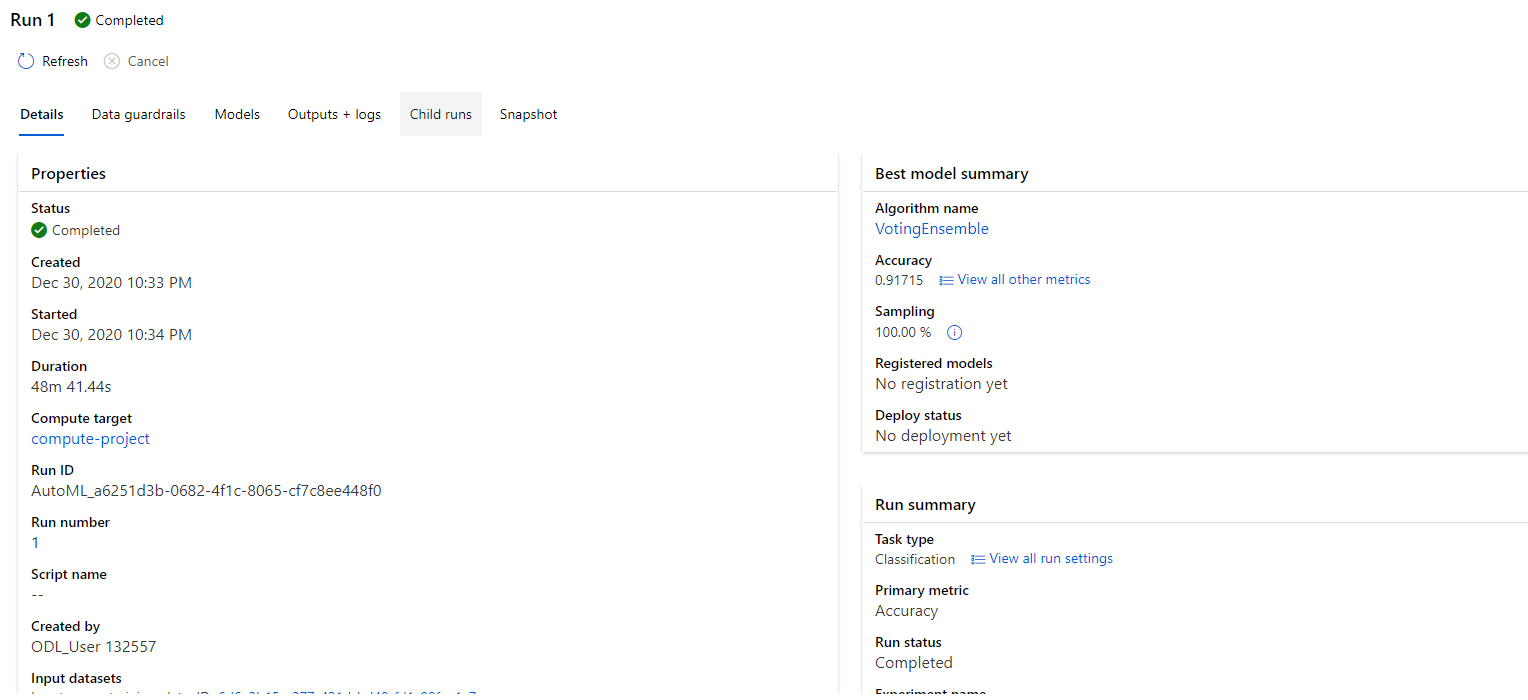 Run 1 Completed
Refresh Cancel
Details Data guardrails Models Outputs + logs Child runs Snapshot
Properties
Status
Completed
Created
Dec 30, 2020 10:33 PM
Started
Dec 30, 2020 10:34 PM
Duration
48m 41.44s
Compute target
compute-project
Run ID
AutoML_a6251d3b-0682-4f1c-8065-cf7c8ee448f0
Run number
1
Script name
--
Created by
ODL_User 132557
Input datasets
Best model summary
Algorithm name
VotingEnsemble
Accuracy
0.91715 View all other metrics
Sampling
100.00 %
Registered models
No registration yet
Deploy status
No deployment yet
Run summary
Task type
Classification View all run settings
Primary metric
Accuracy
Run status
Completed
Experiment name